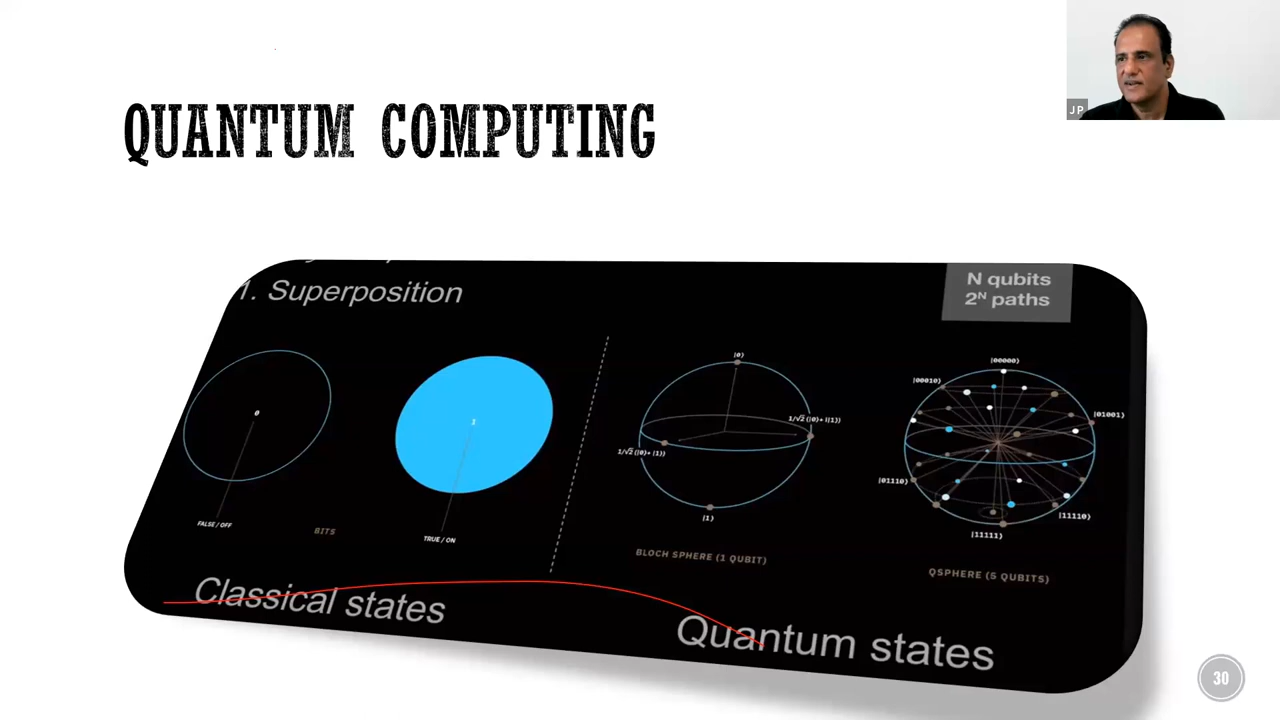 JP
QUANTUM COMPUTING
1. Superposition
N qubits
2ᴺ paths
0
1
FALSE / OFF
BITS
TRUE / ON
|0⟩
1/√2 (|0⟩+ i|1⟩)
1/√2 (|0⟩+ |1⟩)
|1⟩
BLOCH SPHERE (1 QUBIT)
|00000⟩
|00010⟩
|01001⟩
|01110⟩
|11110⟩
|11111⟩
QSPHERE (5 QUBITS)
Classical states
Quantum states
30